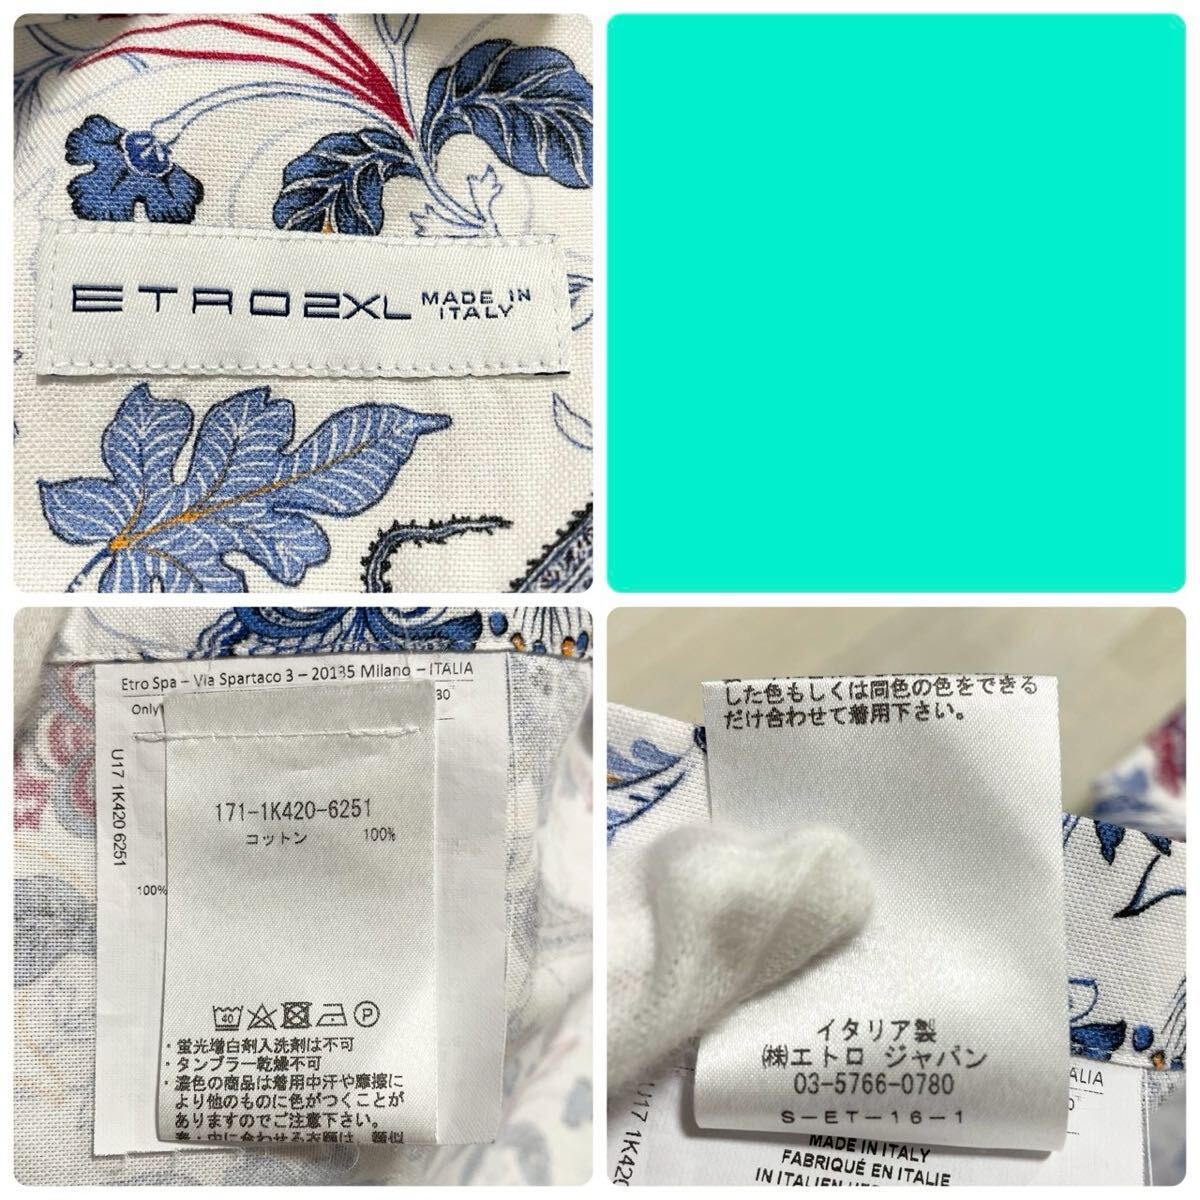 ETRO 2XL MADE IN ITALY
Etro Spa – Via Spartaco 3 – 20135 Milano – ITALIA
Only
30
U17 1K420 6251
171-1K420-6251
コットン 100%
100%
40
P
・蛍光増白剤入洗剤は不可
・タンブラー乾燥不可
・濃色の商品は着用中汗や摩擦に
より他のものに色がつくことが
ありますのでご注意下さい。
した色もしくは同色の色をできる
だけ合わせて着用下さい。
イタリア製
㈱エトロ ジャパン
03-5766-0780
S-ET-16-1
ALIA
U17 1K420
MADE IN ITALY
FABRIQUÉ EN ITALIE